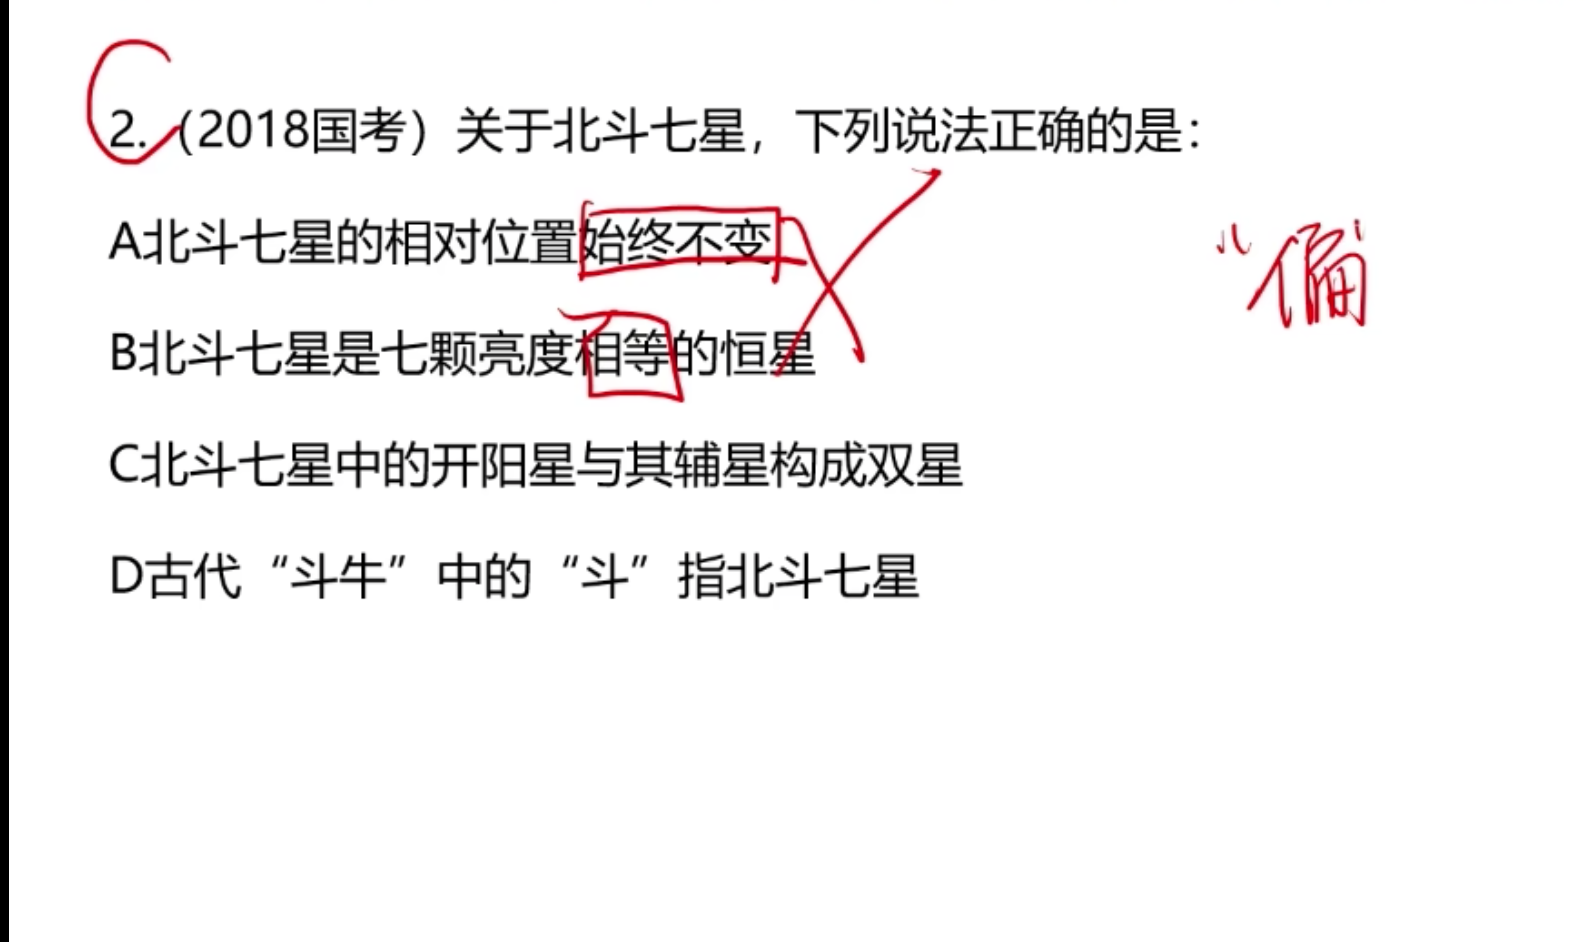 2.（2018国考）关于北斗七星，下列说法正确的是：
A北斗七星的相对位置始终不变
B北斗七星是七颗亮度相等的恒星
C北斗七星中的开阳星与其辅星构成双星
D古代“斗牛”中的“斗”指北斗七星
“偏”